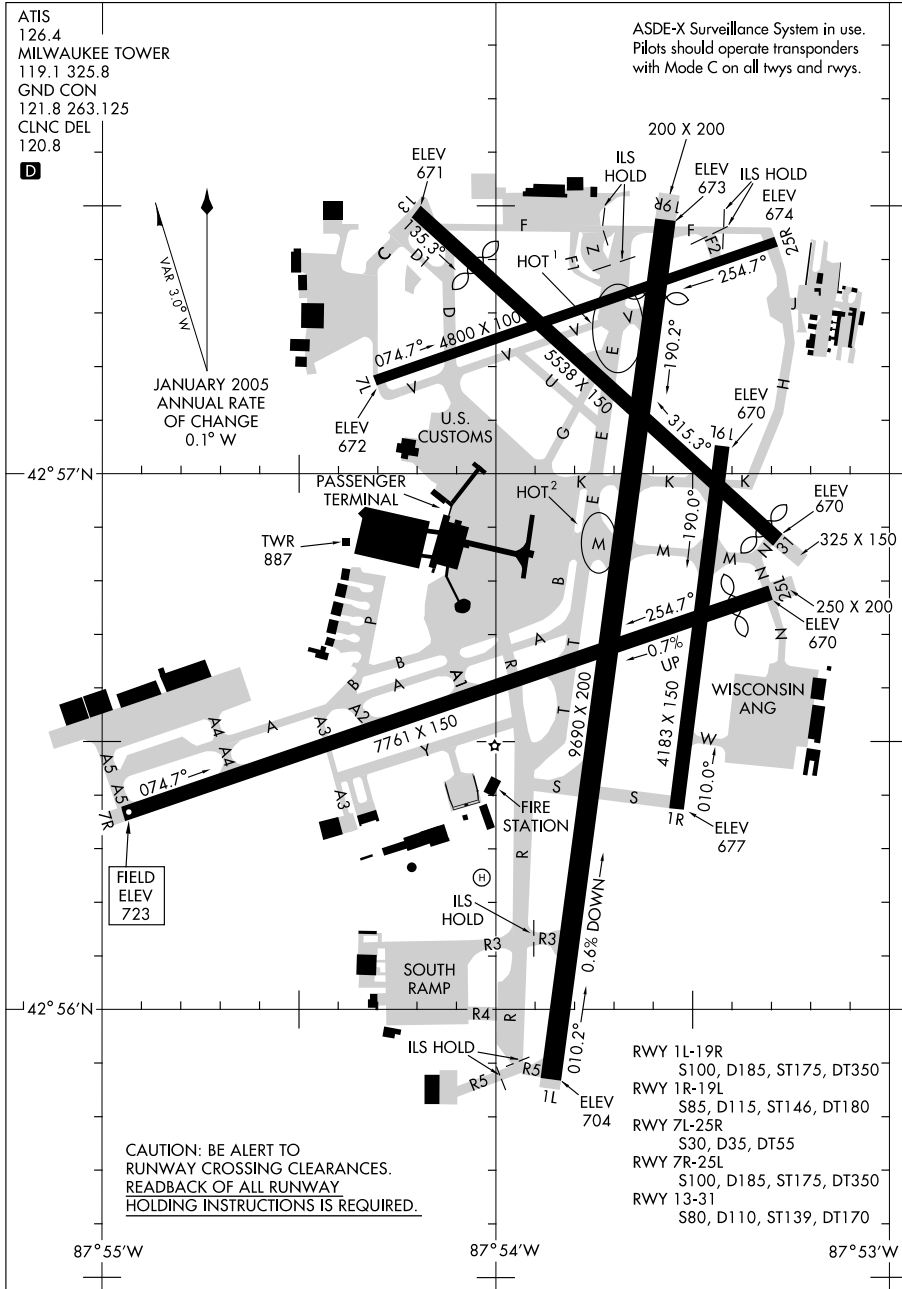 ATIS
126.4
MILWAUKEE TOWER
119.1 325.8
GND CON
121.8 263.125
CLNC DEL
120.8
D
ASDE-X Surveillance System in use.
Pilots should operate transponders
with Mode C on all twys and rwys.
VAR 3.0° W
JANUARY 2005
ANNUAL RATE
OF CHANGE
0.1° W
ELEV
671
13
135.3°
C
D1
D
F
ILS
HOLD
200 X 200
ELEV
673
ILS HOLD
ELEV
674
19R
F
F2
25R
Z
F1
HOT1
254.7°
V
E
J
H
190.2°
074.7°
4800 X 100
V
V
V
V
7L
ELEV
672
U
5538 X 150
G
E
315.3°
ELEV
670
19L
U.S.
CUSTOMS
42°57'N
PASSENGER
TERMINAL
HOT2
K
E
K
K
K
190.0°
ELEV
670
31
325 X 150
TWR
887
M
M
M
N
N
N
25L
250 X 200
ELEV
670
B
254.7°
0.7%
UP
P
B
B
A
A
A1
R
T
T
A2
A3
A
A4
A4
7761 X 150
9690 X 200
4183 X 150
WISCONSIN
ANG
W
Y
A5
A5
074.7°
7R
A3
010.0°
FIRE
STATION
S
S
1R
ELEV
677
FIELD
ELEV
723
R
H
ILS
HOLD
R3
R3
0.6% DOWN
SOUTH
RAMP
42°56'N
R4
R
010.2°
ILS HOLD
R5
R5
1L
ELEV
704
RWY 1L-19R
S100, D185, ST175, DT350
RWY 1R-19L
S85, D115, ST146, DT180
RWY 7L-25R
S30, D35, DT55
RWY 7R-25L
S100, D185, ST175, DT350
RWY 13-31
S80, D110, ST139, DT170
CAUTION: BE ALERT TO
RUNWAY CROSSING CLEARANCES.
READBACK OF ALL RUNWAY
HOLDING INSTRUCTIONS IS REQUIRED.
87°55'W
87°54'W
87°53'W